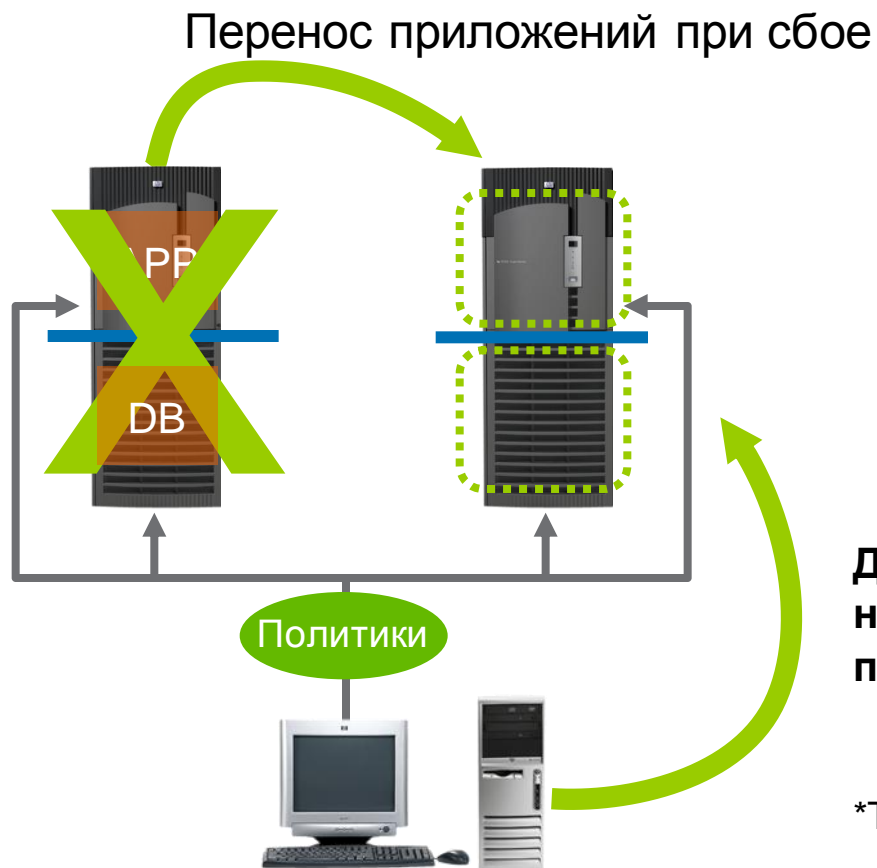 Перенос приложений при сбое
APP
DB
Политики
Д
н
п
*Т